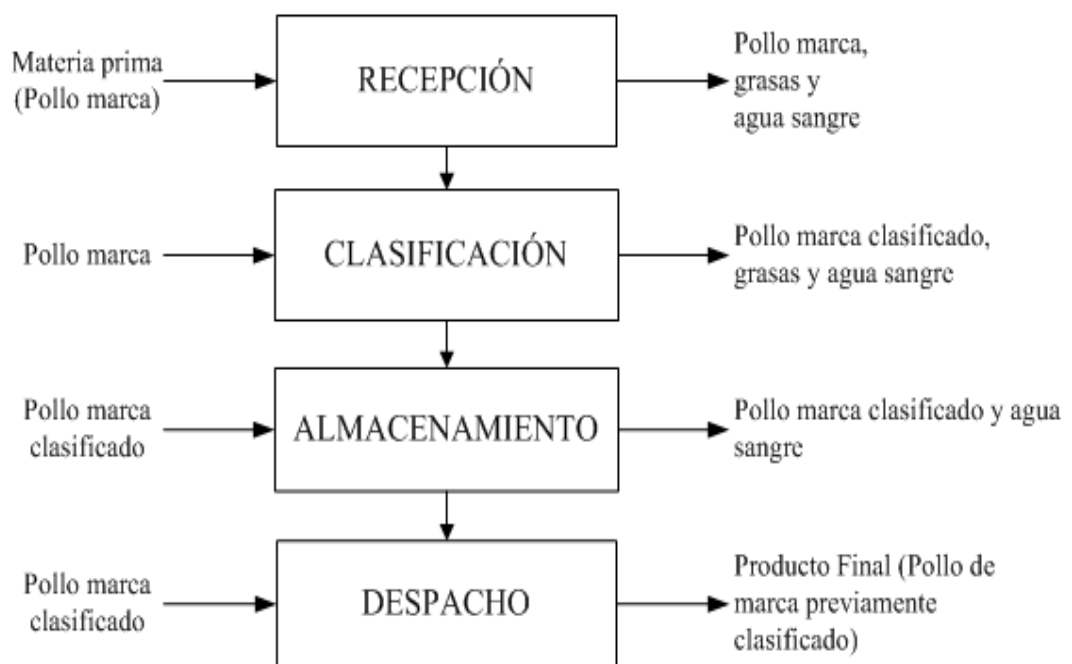 Materia prima
(Pollo marca)
RECEPCIÓN
Pollo marca,
grasas y
agua sangre
Pollo marca
CLASIFICACIÓN
Pollo marca clasificado,
grasas y agua sangre
Pollo marca
clasificado
ALMACENAMIENTO
Pollo marca clasificado y agua
sangre
Pollo marca
clasificado
DESPACHO
Producto Final (Pollo de
marca previamente
clasificado)